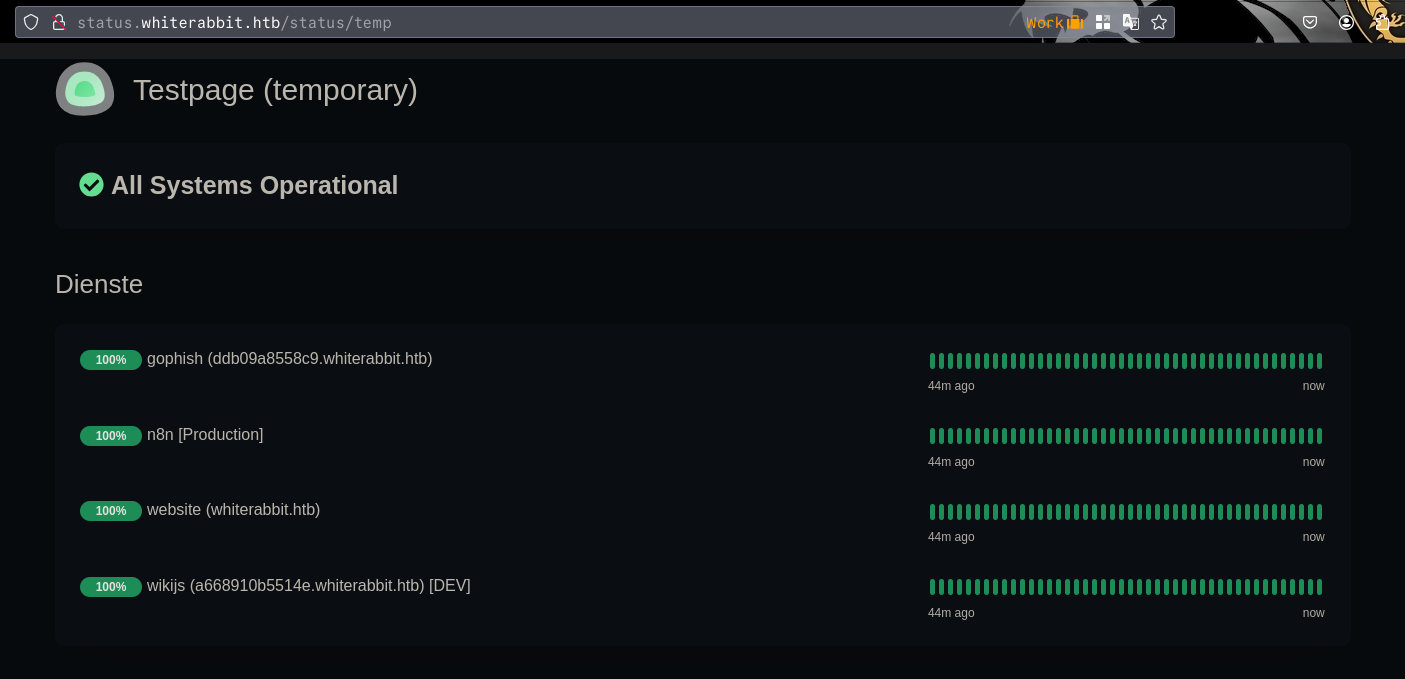 status.whiterabbit.htb/status/temp
Work
Testpage (temporary)
All Systems Operational
Dienste
100% gophish (ddb09a8558c9.whiterabbit.htb)
44m ago now
100% n8n [Production]
44m ago now
100% website (whiterabbit.htb)
44m ago now
100% wikijs (a668910b5514e.whiterabbit.htb) [DEV]
44m ago now